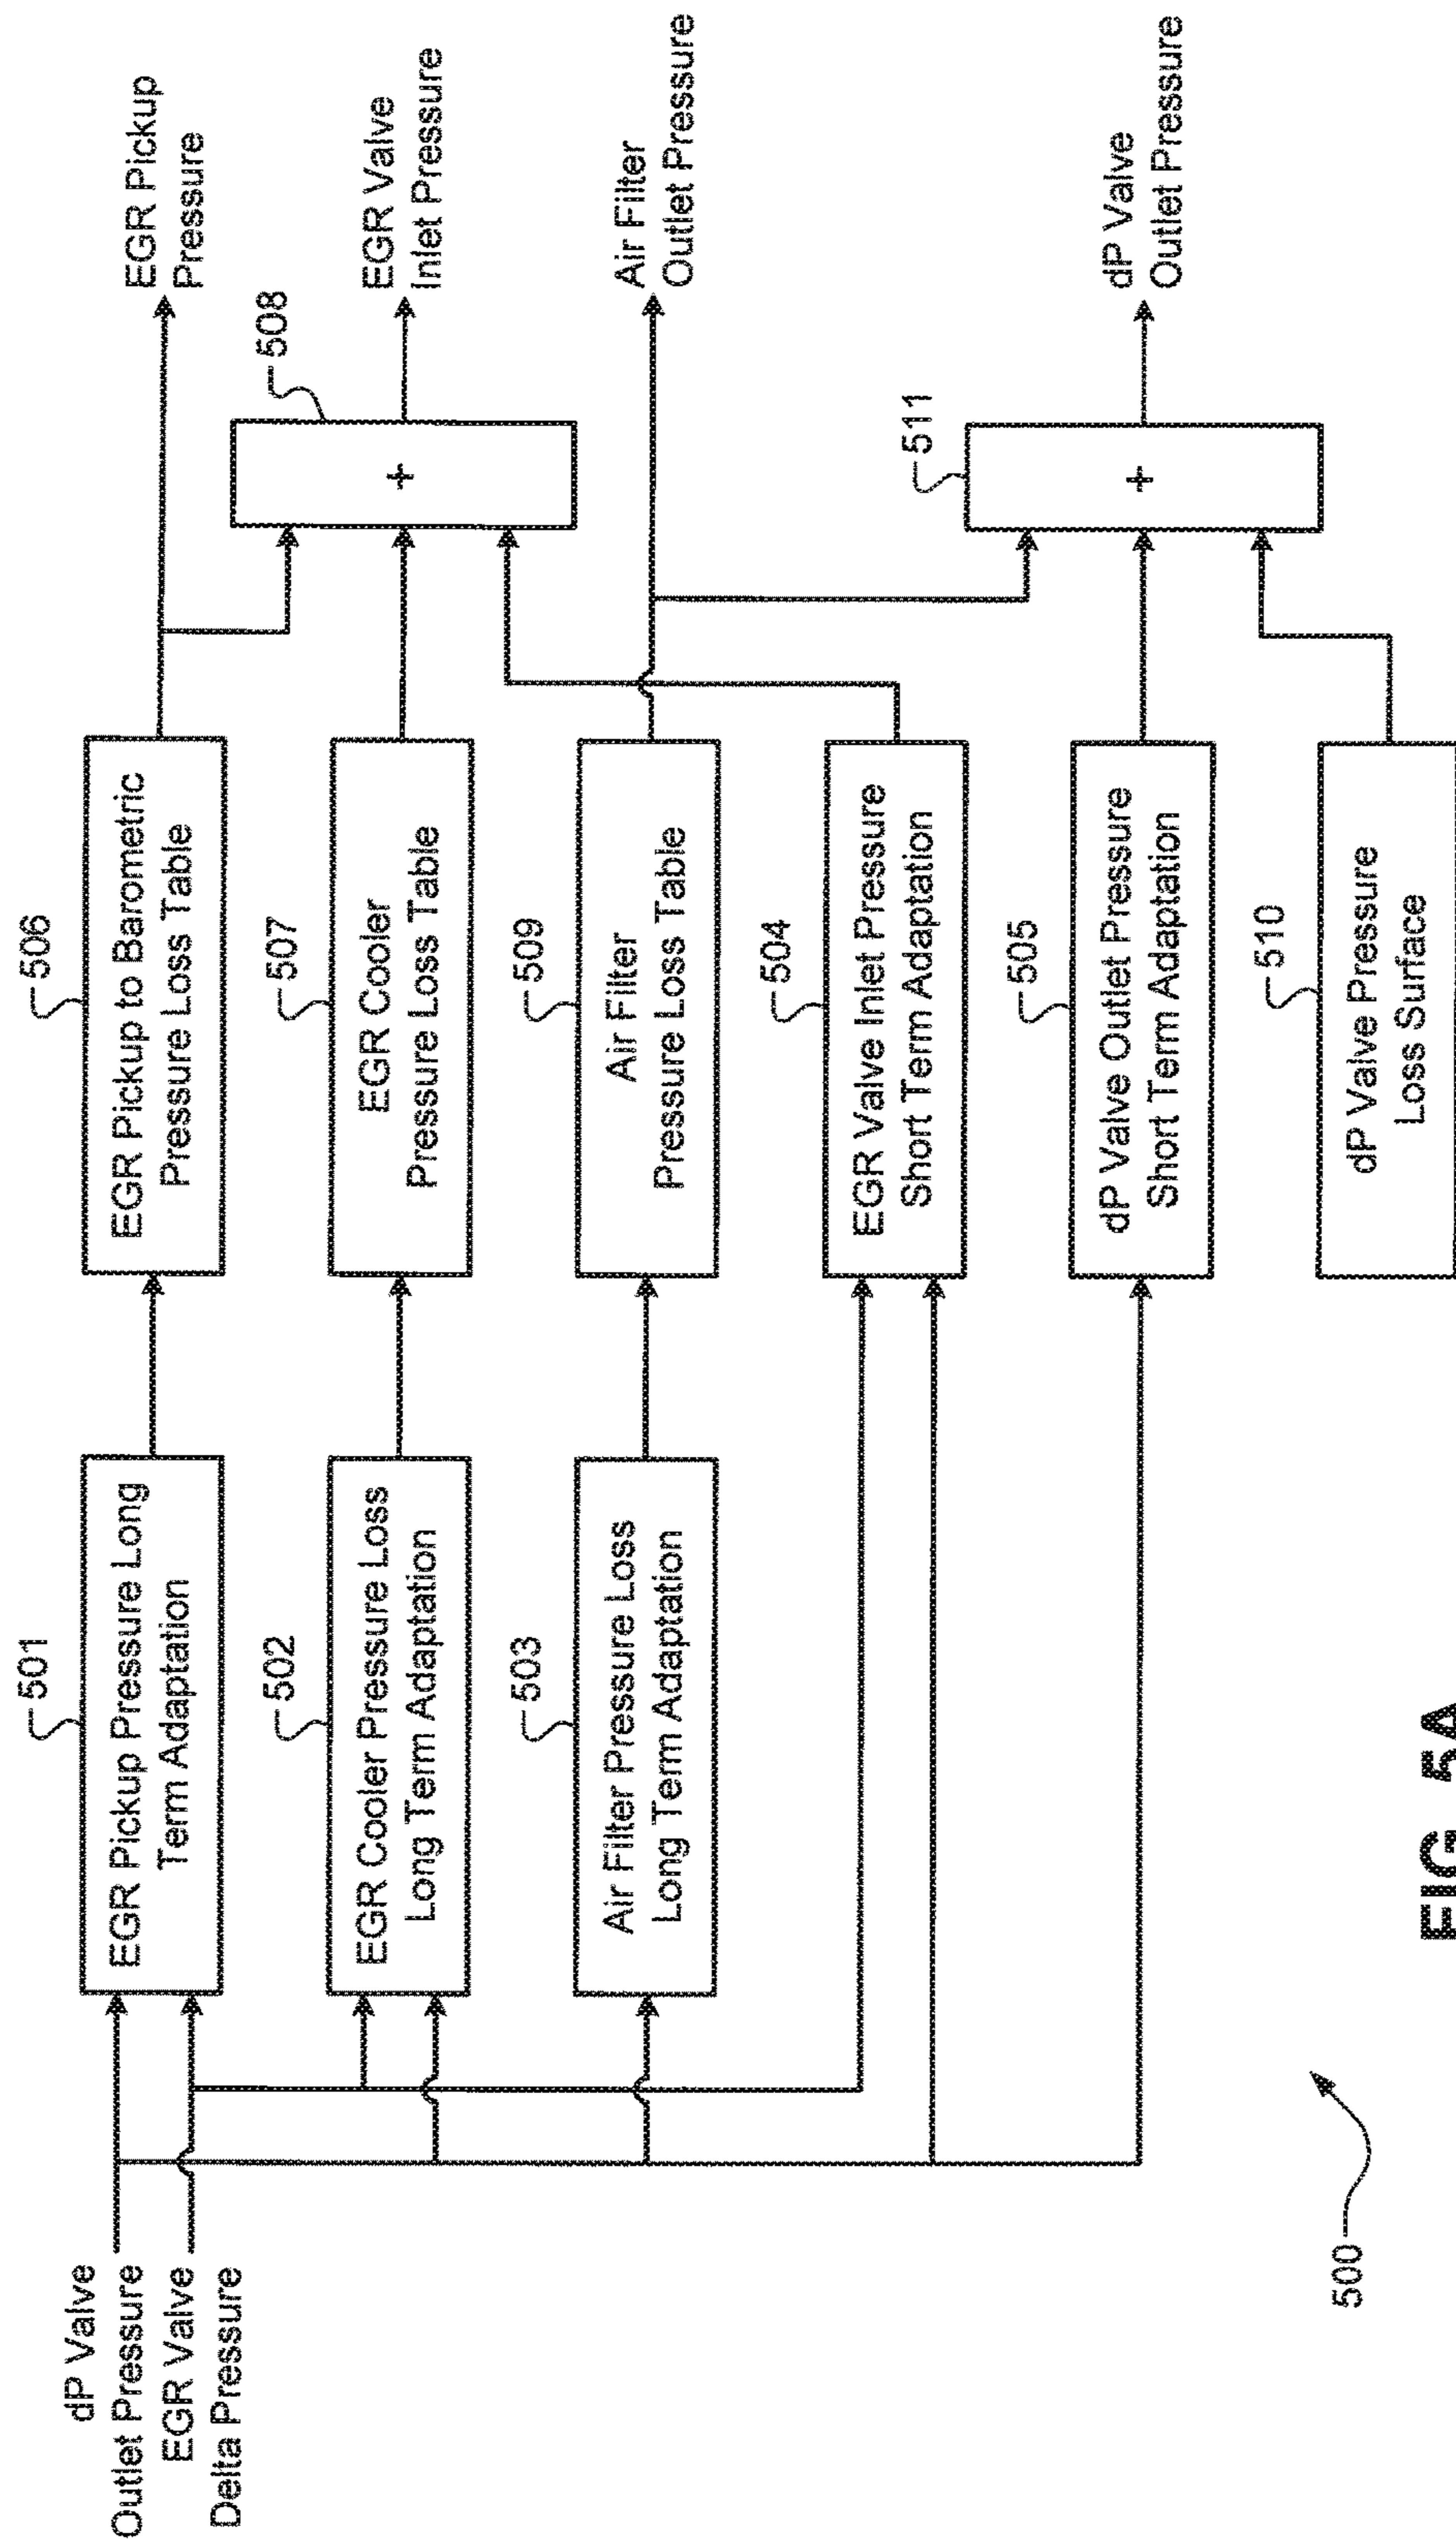 dP Valve
Outlet Pressure
EGR Valve
Delta Pressure
501
EGR Pickup Pressure Long
Term Adaptation
502
EGR Cooler Pressure Loss
Long Term Adaptation
503
Air Filter Pressure Loss
Long Term Adaptation
506
EGR Pickup to Barometric
Pressure Loss Table
507
EGR Cooler
Pressure Loss Table
509
Air Filter
Pressure Loss Table
504
EGR Valve Inlet Pressure
Short Term Adaptation
505
dP Valve Outlet Pressure
Short Term Adaptation
510
dP Valve Pressure
Loss Surface
508
+
511
+
EGR Pickup
Pressure
EGR Valve
Inlet Pressure
Air Filter
Outlet Pressure
dP Valve
Outlet Pressure
500
FIG. 5A